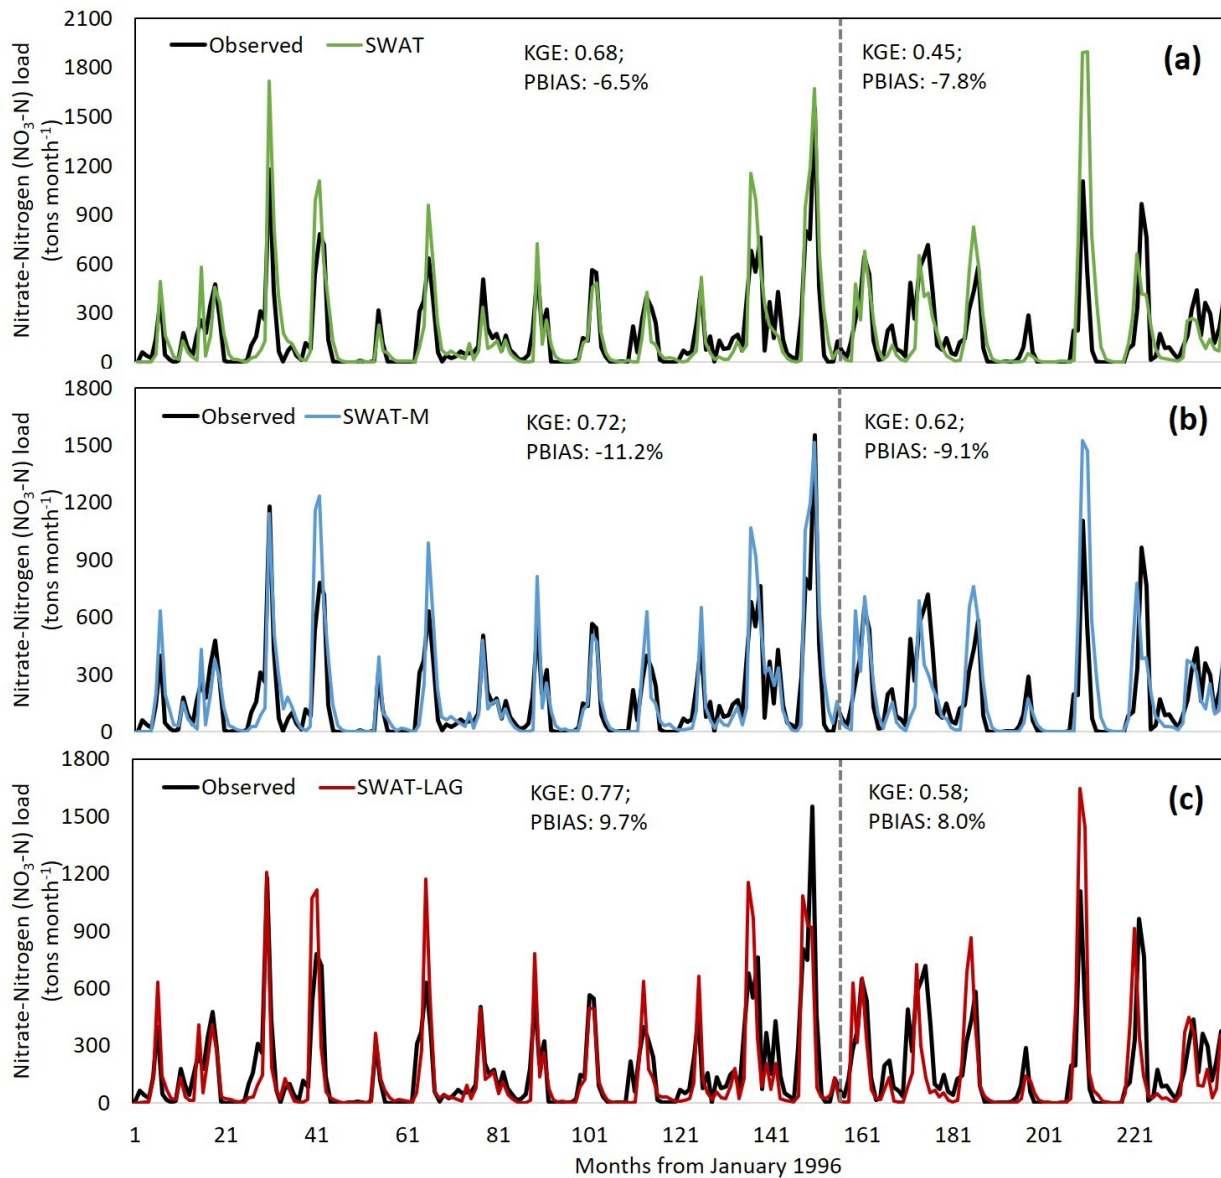 Nitrate-Nitrogen (NO3-N) load
(tons month-1)
2100
1800
1500
1200
900
600
300
0
Observed SWAT
KGE: 0.68;
PBIAS: -6.5%
KGE: 0.45;
PBIAS: -7.8%
(a)
Nitrate-Nitrogen (NO3-N) load
(tons month-1)
1800
1500
1200
900
600
300
0
Observed SWAT-M
KGE: 0.72;
PBIAS: -11.2%
KGE: 0.62;
PBIAS: -9.1%
(b)
Nitrate-Nitrogen (NO3-N) load
(tons month-1)
1800
1500
1200
900
600
300
0
Observed SWAT-LAG
KGE: 0.77;
PBIAS: 9.7%
KGE: 0.58;
PBIAS: 8.0%
(c)
1 21 41 61 81 101 121 141 161 181 201 221
Months from January 1996